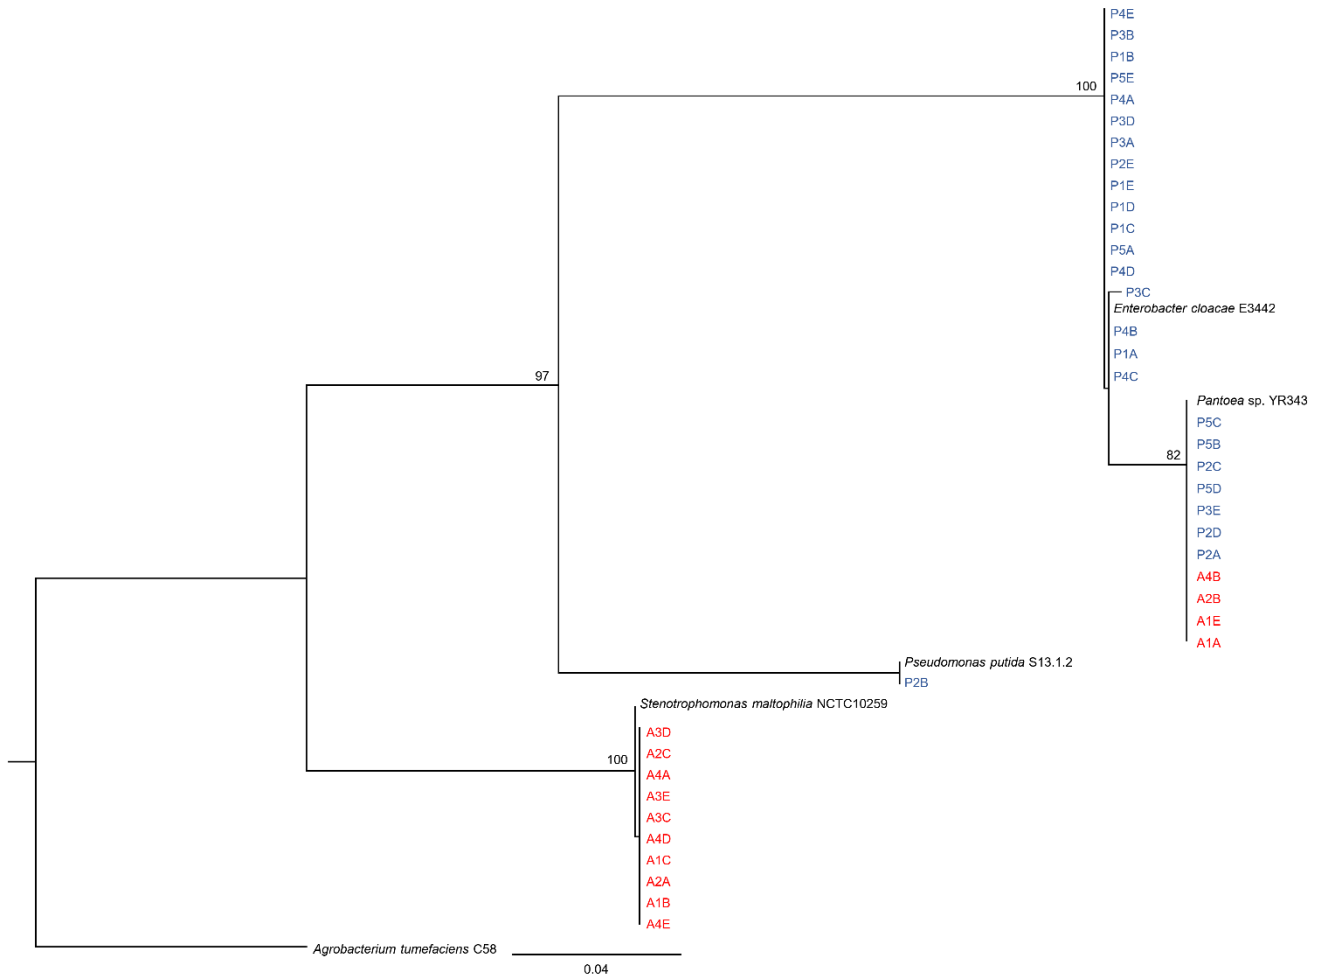 P4E
P3B
P1B
P5E
100
P4A
P3D
P3A
P2E
P1E
P1D
P1C
P5A
P4D
P3C
Enterobacter cloacae E3442
P4B
P1A
97
P4C
Pantoea sp. YR343
P5C
P5B
82
P2C
P5D
P3E
P2D
P2A
A4B
A2B
A1E
A1A
Pseudomonas putida S13.1.2
P2B
Stenotrophomonas maltophilia NCTC10259
A3D
A2C
100
A4A
A3E
A3C
A4D
A1C
A2A
A1B
A4E
Agrobacterium tumefaciens C58
0.04